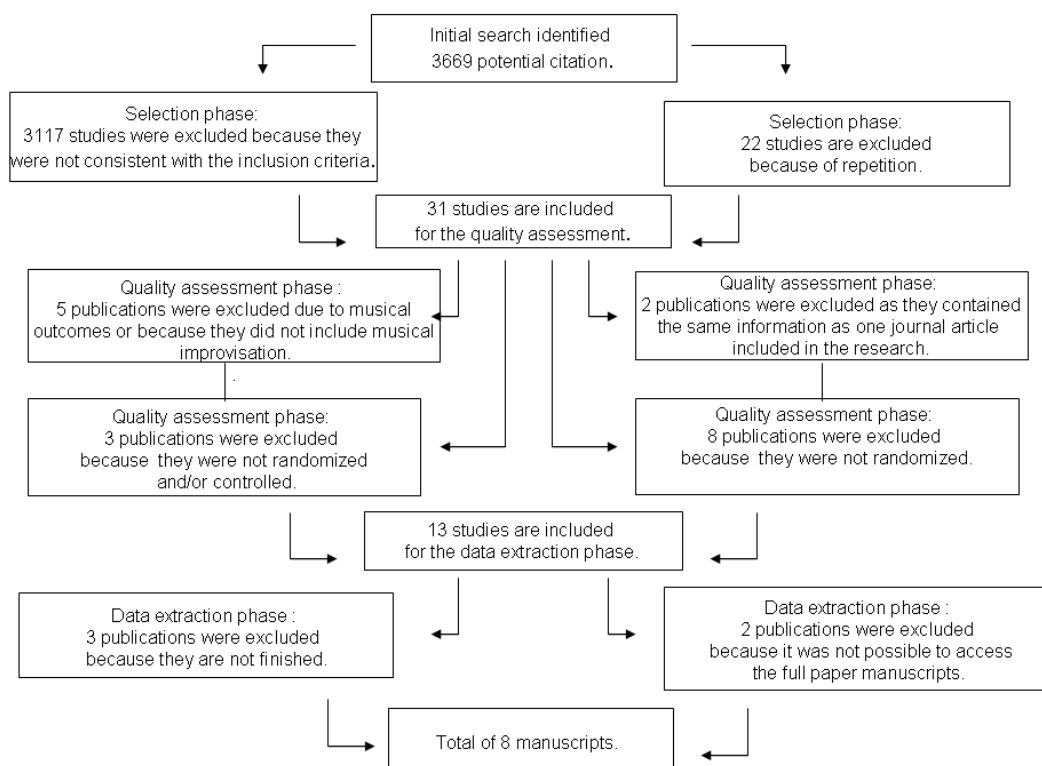 Initial search identified
3669 potential citation.
Selection phase:
3117 studies were excluded because they
were not consistent with the inclusion criteria.
Selection phase:
22 studies are excluded
because of repetition.
31 studies are included
for the quality assessment.
Quality assessment phase :
5 publications were excluded due to musical
outcomes or because they did not include musical
improvisation.
.
Quality assessment phase:
2 publications were excluded as they contained
the same information as one journal article
included in the research.
Quality assessment phase:
3 publications were excluded
because they were not randomized
and/or controlled.
Quality assessment phase:
8 publications were excluded
because they were not randomized.
13 studies are included
for the data extraction phase.
Data extraction phase :
3 publications were excluded
because they are not finished.
Data extraction phase :
2 publications were excluded
because it was not possible to access
the full paper manuscripts.
Total of 8 manuscripts.